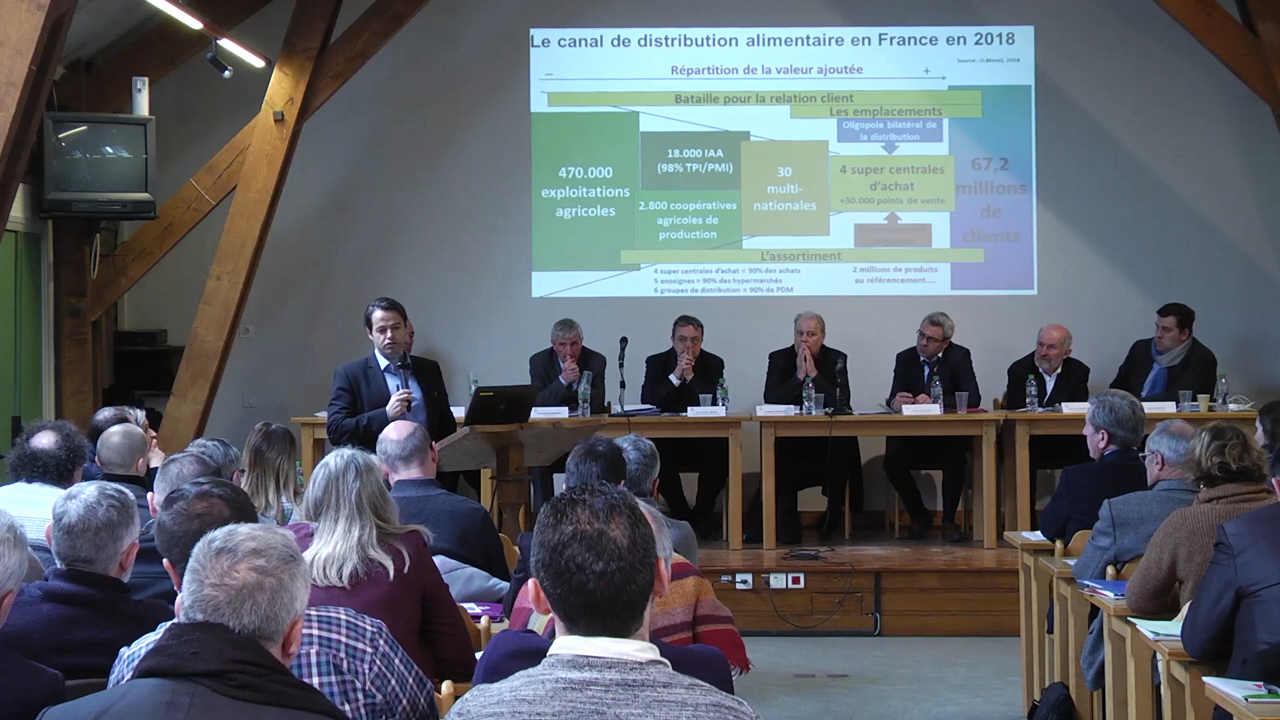 Le canal de distribution alimentaire en France en 2018
Répartition de la valeur ajoutée
— +
Bataille pour la relation client
Les emplacements
Oligopole bilatéral de
la distribution
470.000
exploitations
agricoles
18.000 IAA
(98% TPI/PMI)
2.800 coopératives
agricoles de
production
30
multi-
nationales
4 super centrales
d'achat
+30.000 points de vente
67,2
millions
de
clients
L'assortiment
4 super centrales d'achat = 90% des achats
5 enseignes = 90% des hypermarchés
6 groupes de distribution = 90% de PDM
2 millions de produits
au référencement....